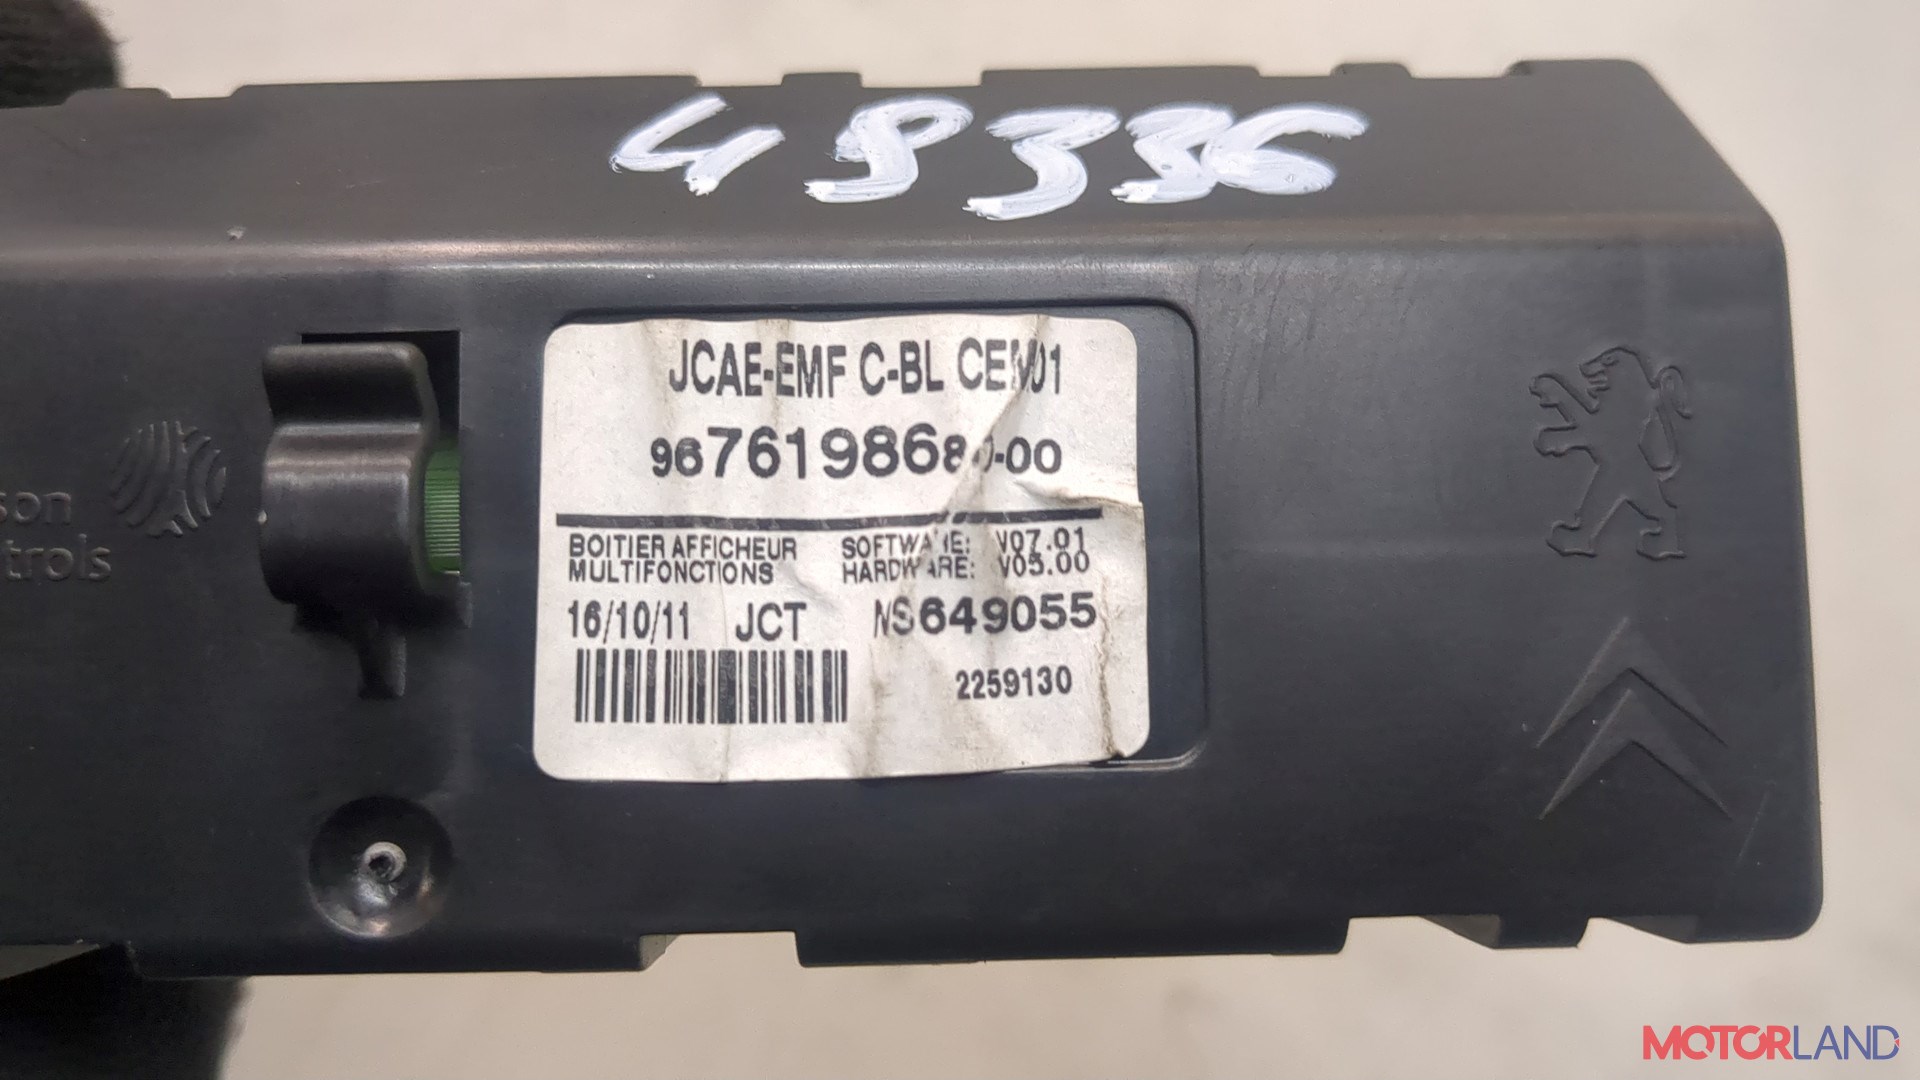 48336
JCAE-EMF C-BL CEM01
9676198680-00
BOITIER AFFICHEUR
MULTIFONCTIONS
SOFTWARE: V07.01
HARDWARE: V05.00
16/10/11 JCT NS649055
2259130
MOTORLAND